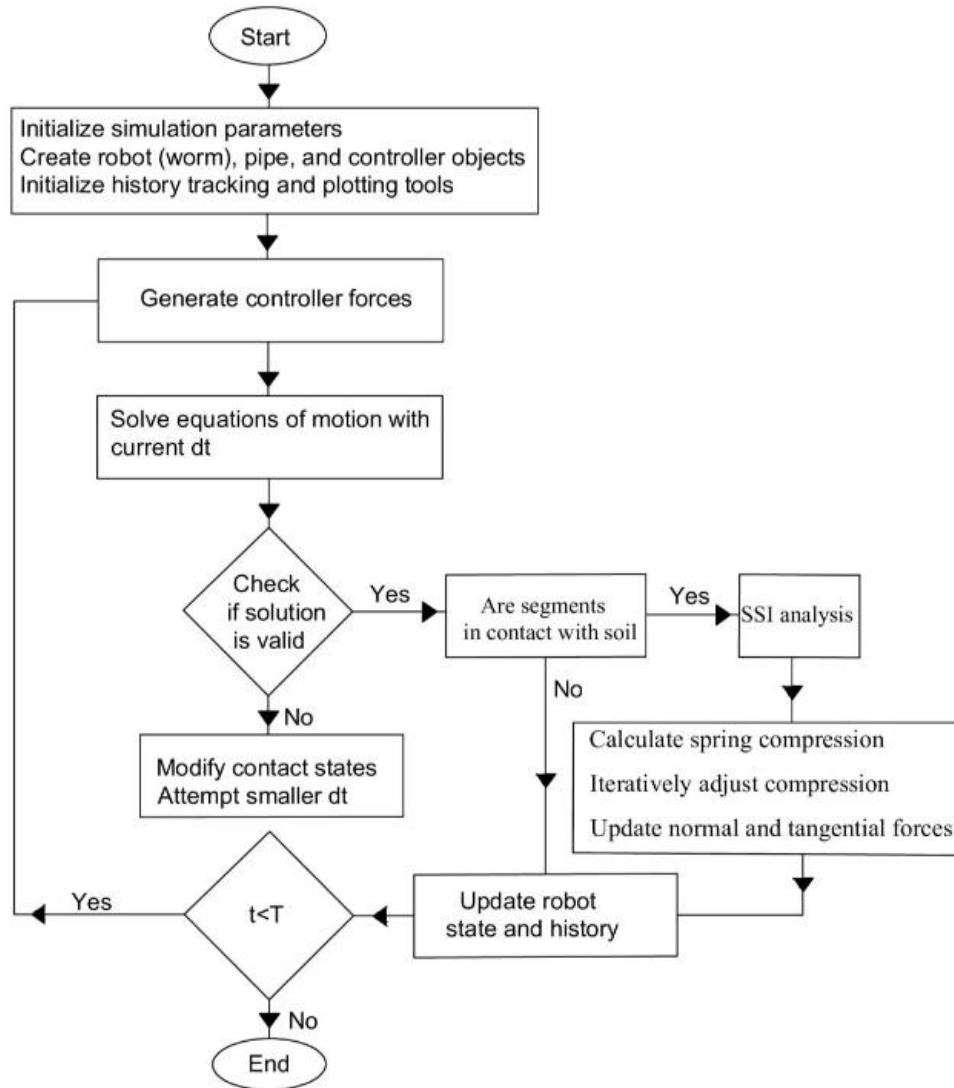 Start
Initialize simulation parameters
Create robot (worm), pipe, and controller objects
Initialize history tracking and plotting tools
Generate controller forces
Solve equations of motion with
current dt
Check
if solution
is valid
Yes
Are segments
in contact with soil
Yes
SSI analysis
No
No
Modify contact states
Attempt smaller dt
Calculate spring compression
Iteratively adjust compression
Update normal and tangential forces
Update robot
state and history
t<T
Yes
No
End